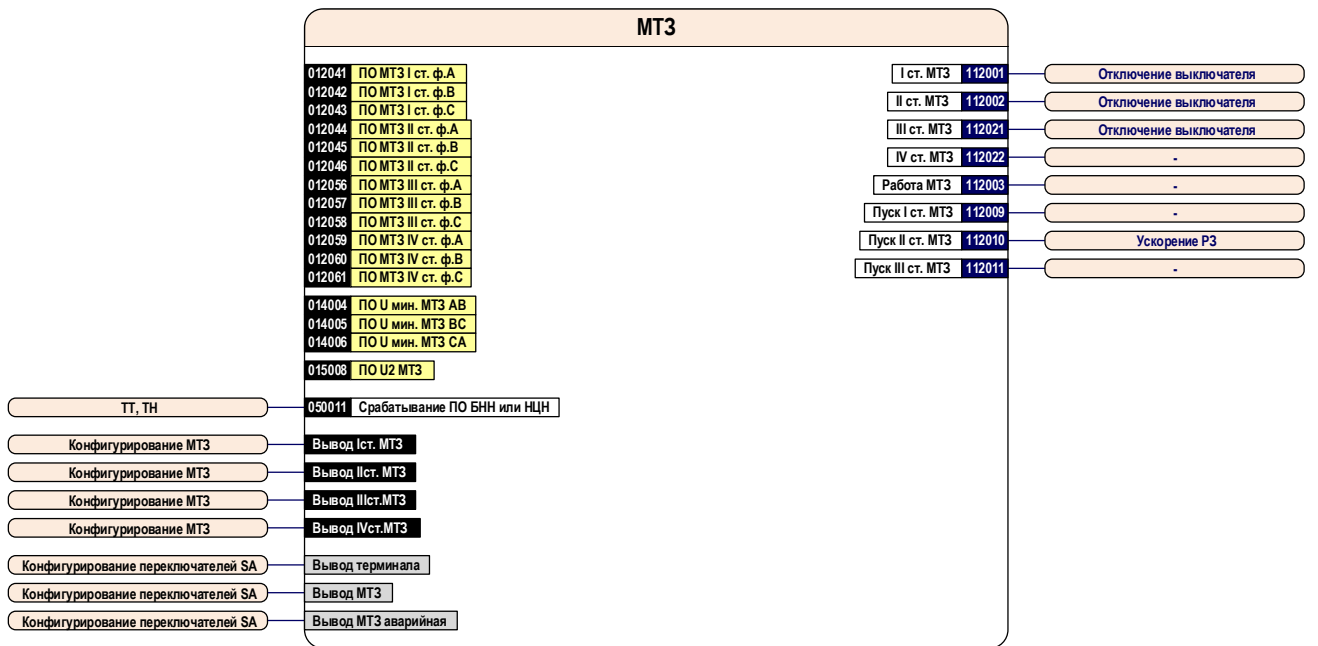 МТЗ
012041 ПО МТЗ I ст. ф.А
012042 ПО МТЗ I ст. ф.В
012043 ПО МТЗ I ст. ф.С
012044 ПО МТЗ II ст. ф.А
012045 ПО МТЗ II ст. ф.В
012046 ПО МТЗ II ст. ф.С
012056 ПО МТЗ III ст. ф.А
012057 ПО МТЗ III ст. ф.В
012058 ПО МТЗ III ст. ф.С
012059 ПО МТЗ IV ст. ф.А
012060 ПО МТЗ IV ст. ф.В
012061 ПО МТЗ IV ст. ф.С
014004 ПО U мин. МТЗ АВ
014005 ПО U мин. МТЗ ВС
014006 ПО U мин. МТЗ СА
015008 ПО U2 МТЗ
ТТ, ТН 050011 Срабатывание ПО БНН или НЦН
Конфигурирование МТЗ Вывод Iст. МТЗ
Конфигурирование МТЗ Вывод IIст. МТЗ
Конфигурирование МТЗ Вывод IIIст.МТЗ
Конфигурирование МТЗ Вывод IVст.МТЗ
Конфигурирование переключателей SA Вывод терминала
Конфигурирование переключателей SA Вывод МТЗ
Конфигурирование переключателей SA Вывод МТЗ аварийная
I ст. МТЗ 112001 Отключение выключателя
II ст. МТЗ 112002 Отключение выключателя
III ст. МТЗ 112021 Отключение выключателя
IV ст. МТЗ 112022 -
Работа МТЗ 112003 -
Пуск I ст. МТЗ 112009 -
Пуск II ст. МТЗ 112010 Ускорение РЗ
Пуск III ст. МТЗ 112011 -